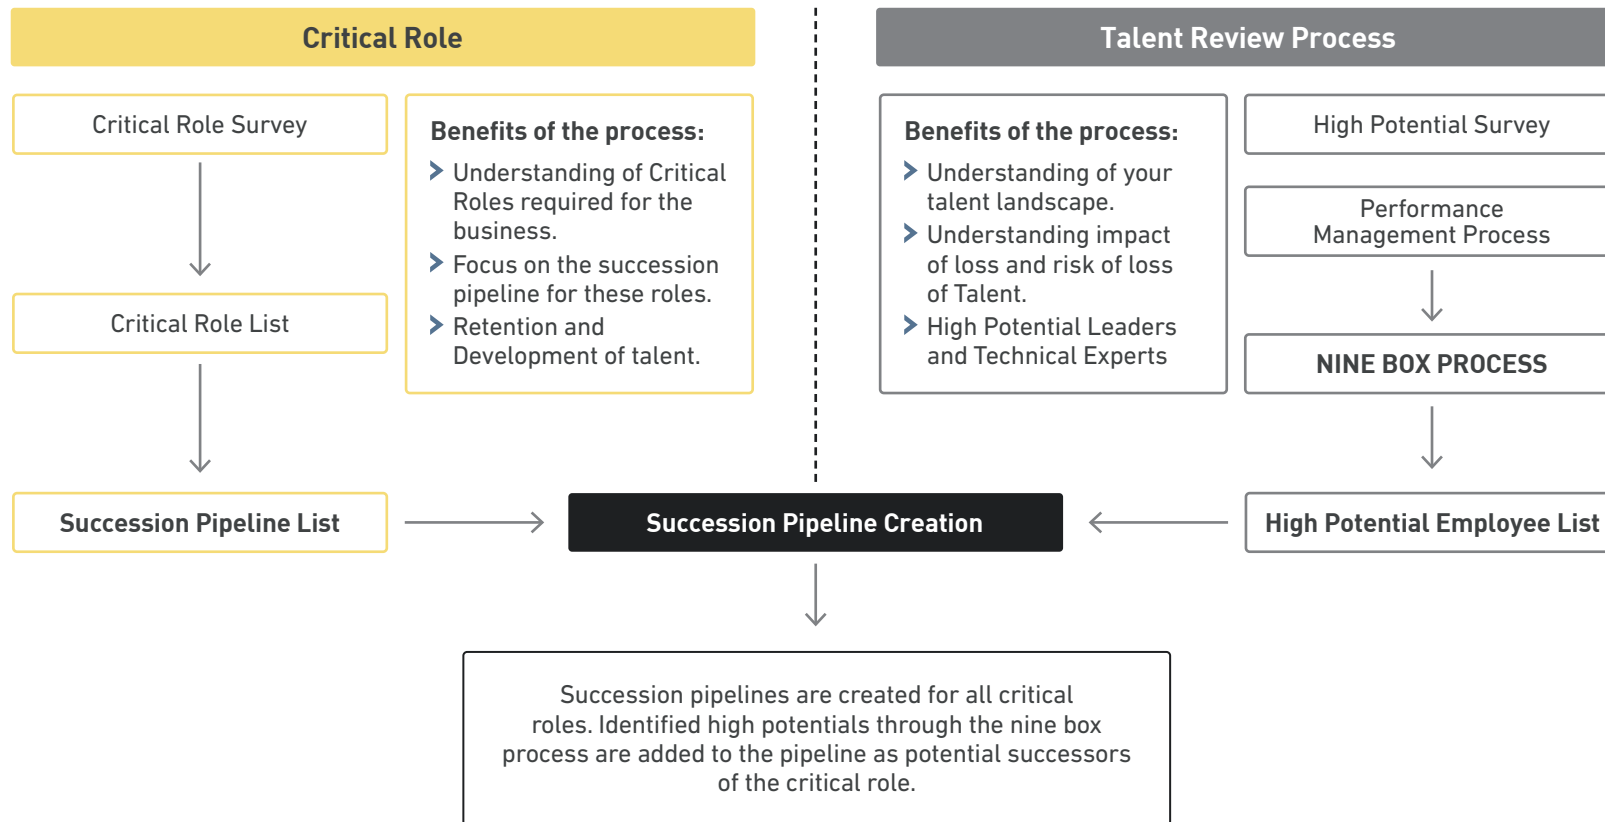 Critical Role
Critical Role Survey
Critical Role List
Succession Pipeline List
Benefits of the process:
Understanding of Critical
Roles required for the
business.
Focus on the succession
pipeline for these roles.
Retention and
Development of talent.
Talent Review Process
Benefits of the process:
Understanding of your
talent landscape.
Understanding impact
of loss and risk of loss
of Talent.
High Potential Leaders
and Technical Experts
High Potential Survey
Performance
Management Process
NINE BOX PROCESS
High Potential Employee List
Succession Pipeline Creation
Succession pipelines are created for all critical
roles. Identified high potentials through the nine box
process are added to the pipeline as potential successors
of the critical role.